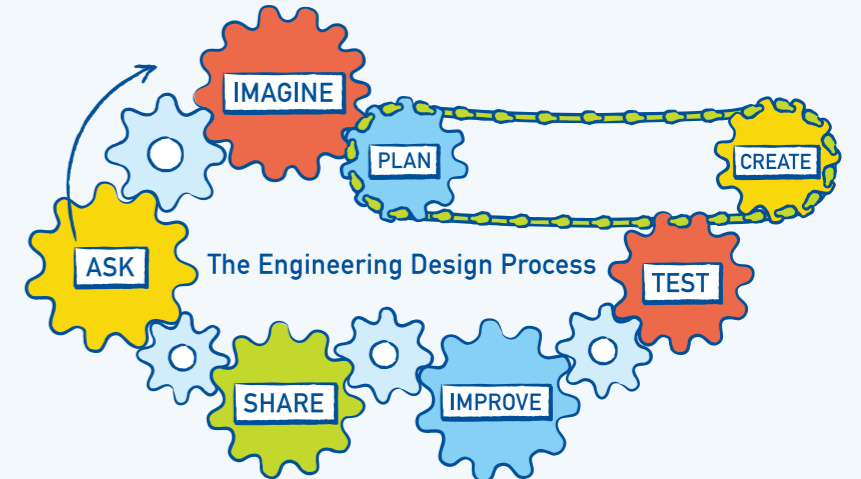 IMAGINE
PLAN
CREATE
ASK
The Engineering Design Process
TEST
SHARE
IMPROVE